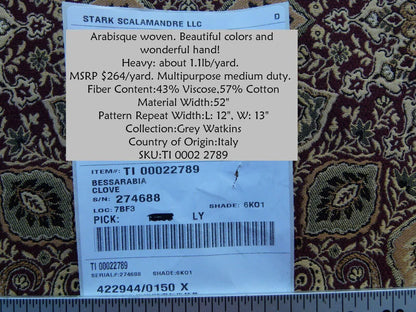 STARK SCALAMANDRE LLC D
Arabisque woven. Beautiful colors and
wonderful hand!
Heavy: about 1.1lb/yard.
MSRP $264/yard. Multipurpose medium duty.
Fiber Content:43% Viscose,57% Cotton
Material Width:52"
Pattern Repeat Width:L: 12", W: 13"
Collection:Grey Watkins
Country of Origin:Italy
SKU:TI 0002 2789
ITEM#: TI 00022789
BESSARABIA
CLOVE
S/N: 274688
LOC: 7BF3 SHADE: 6K01
PICK: LY
TI 00022789
SERIAL#:274688 SHADE:6K01
422944/0150 X